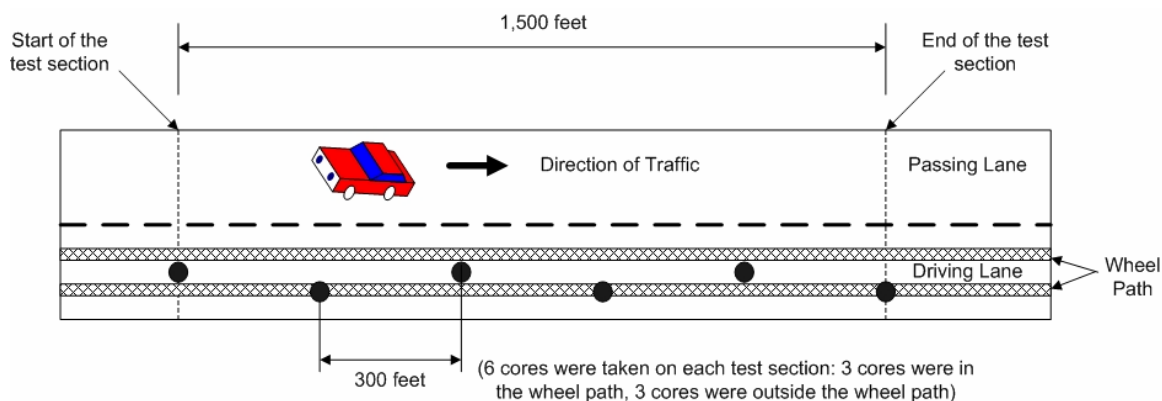 1,500 feet
Start of the
test section
End of the test
section
Direction of Traffic
Passing Lane
Driving Lane
Wheel
Path
300 feet
(6 cores were taken on each test section: 3 cores were in
the wheel path, 3 cores were outside the wheel path)